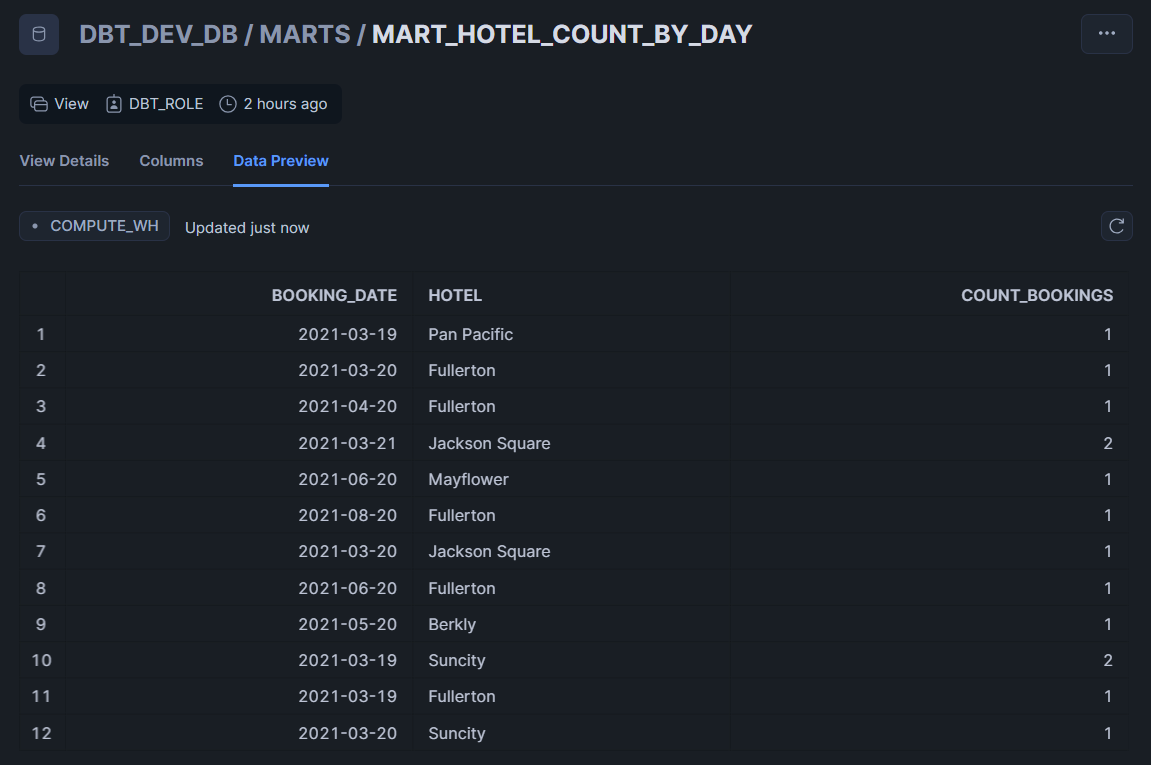 DBT_DEV_DB / MARTS / MART_HOTEL_COUNT_BY_DAY
View DBT_ROLE 2 hours ago
View Details Columns Data Preview
COMPUTE_WH Updated just now
BOOKING_DATE HOTEL COUNT_BOOKINGS
1 2021-03-19 Pan Pacific 1
2 2021-03-20 Fullerton 1
3 2021-04-20 Fullerton 1
4 2021-03-21 Jackson Square 2
5 2021-06-20 Mayflower 1
6 2021-08-20 Fullerton 1
7 2021-03-20 Jackson Square 1
8 2021-06-20 Fullerton 1
9 2021-05-20 Berkly 1
10 2021-03-19 Suncity 2
11 2021-03-19 Fullerton 1
12 2021-03-20 Suncity 1